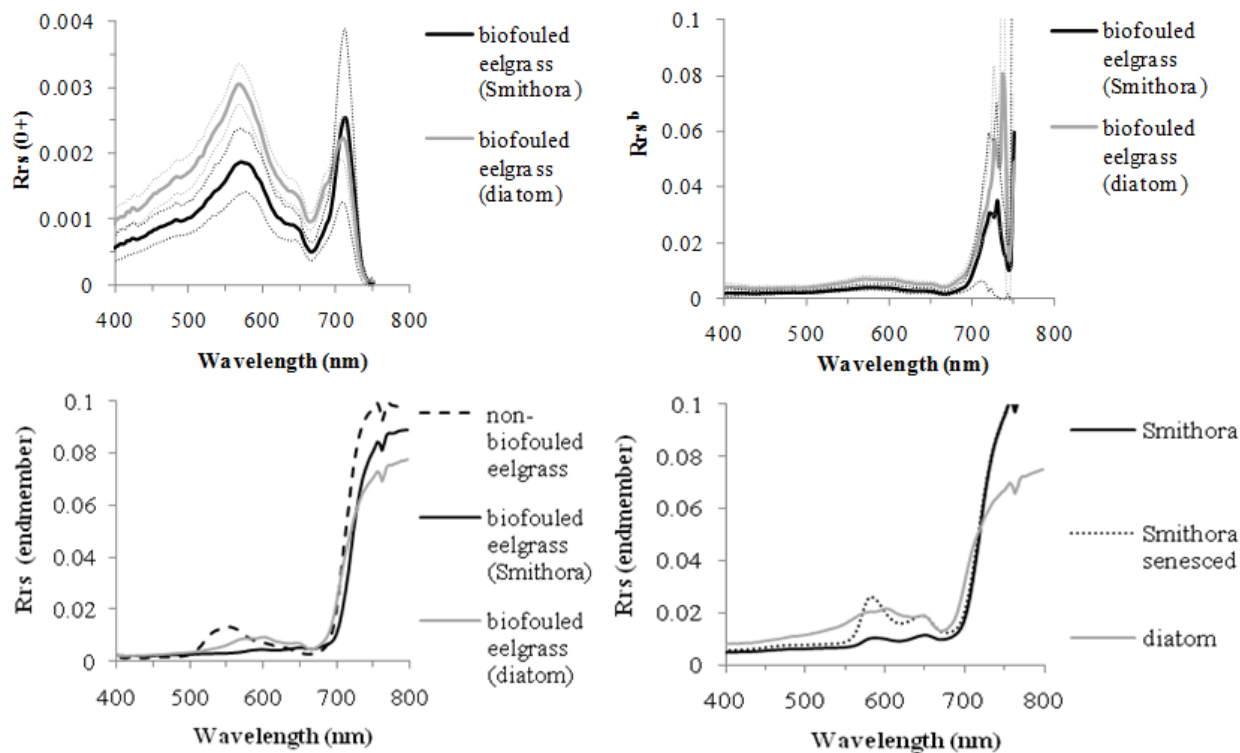 0.004
0.003
0.002
0.001
0
Rrs (0+)
400 500 600 700 800
Wavelength (nm)
biofouled
eelgrass
(Smithora)
biofouled
eelgrass
(diatom)
0.1
0.08
0.06
0.04
0.02
0
Rrs^b
400 500 600 700 800
Wavelength (nm)
biofouled
eelgrass
(Smithora)
biofouled
eelgrass
(diatom)
0.1
0.08
0.06
0.04
0.02
0
Rrs (endmember)
400 500 600 700 800
Wavelength (nm)
non-
biofouled
eelgrass
biofouled
eelgrass
(Smithora)
biofouled
eelgrass
(diatom)
0.1
0.08
0.06
0.04
0.02
0
Rrs (endmember)
400 500 600 700 800
Wavelength (nm)
Smithora
Smithora
senesced
diatom